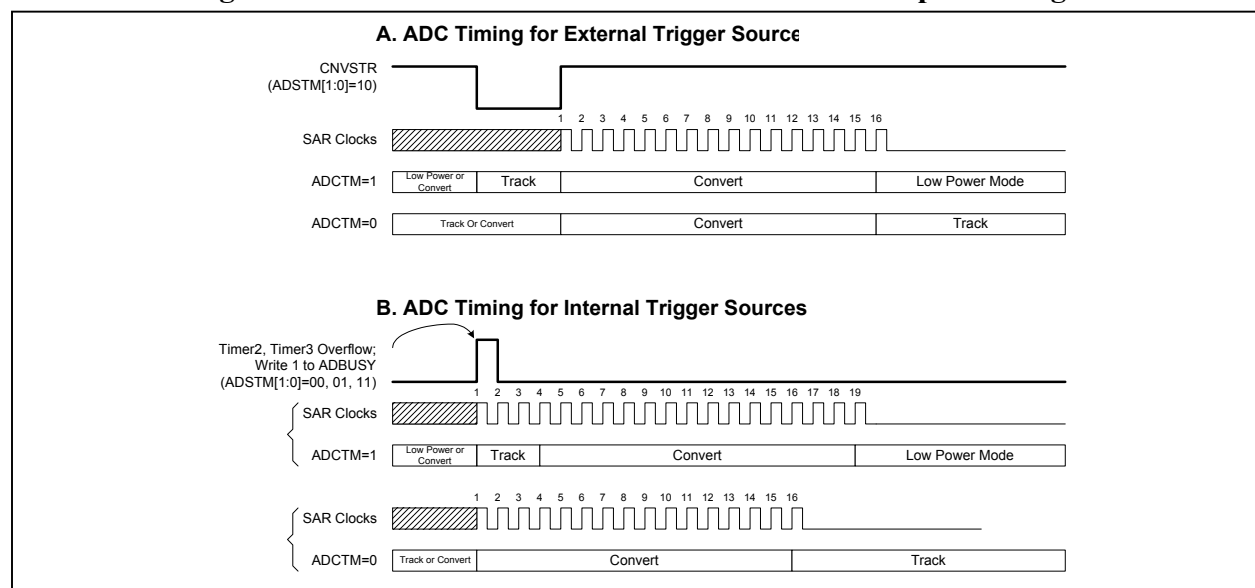 A. ADC Timing for External Trigger Source
CNVSTR
(ADSTM[1:0]=10)
1 2 3 4 5 6 7 8 9 10 11 12 13 14 15 16
SAR Clocks
ADCTM=1
Low Power or
Convert
Track
Convert
Low Power Mode
ADCTM=0
Track Or Convert
Convert
Track
B. ADC Timing for Internal Trigger Sources
Timer2, Timer3 Overflow;
Write 1 to ADBUSY
(ADSTM[1:0]=00, 01, 11)
1 2 3 4 5 6 7 8 9 10 11 12 13 14 15 16 17 18 19
SAR Clocks
ADCTM=1
Low Power or
Convert
Track
Convert
Low Power Mode
1 2 3 4 5 6 7 8 9 10 11 12 13 14 15 16
SAR Clocks
ADCTM=0
Track or Convert
Convert
Track